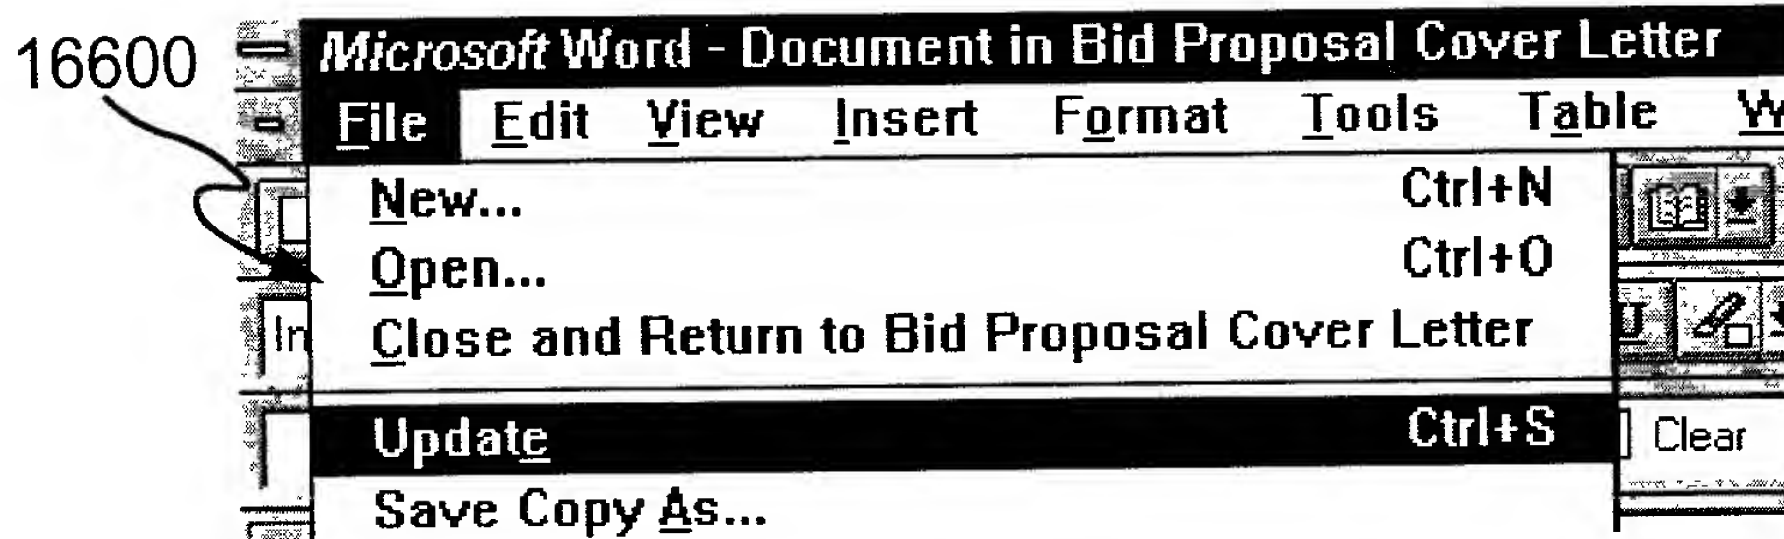 16600
Microsoft Word - Document in Bid Proposal Cover Letter
File Edit View Insert Format Tools Table W
New... Ctrl+N
Open... Ctrl+O
Close and Return to Bid Proposal Cover Letter
In
Update Ctrl+S
Clear
Save Copy As...